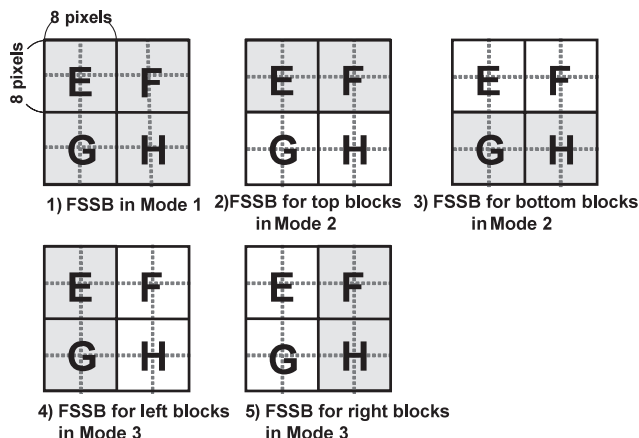 8 pixels
8 pixels
E F
G H
1) FSSB in Mode 1
E F
G H
2)FSSB for top blocks
in Mode 2
E F
G H
3) FSSB for bottom blocks
in Mode 2
E F
G H
4) FSSB for left blocks
in Mode 3
E F
G H
5) FSSB for right blocks
in Mode 3